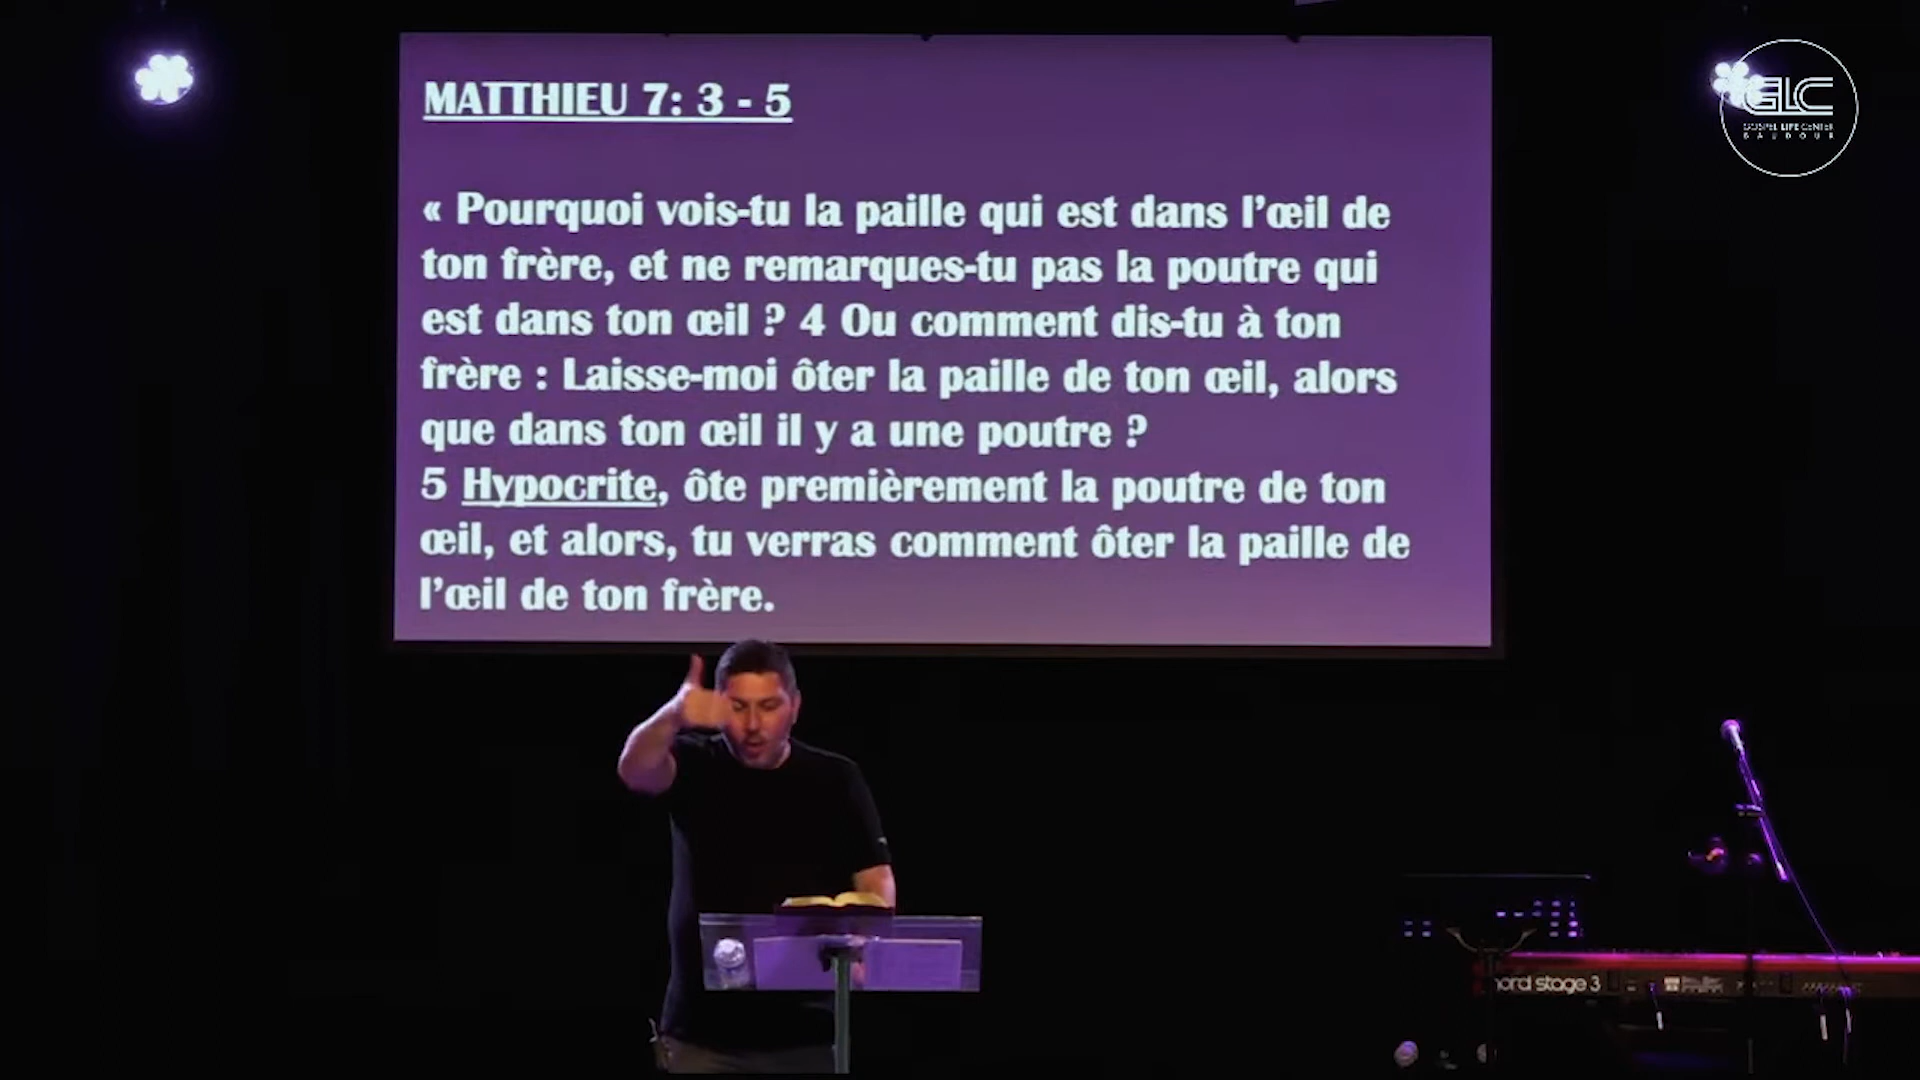 MATTHIEU 7: 3 - 5
« Pourquoi vois-tu la paille qui est dans l’œil de
ton frère, et ne remarques-tu pas la poutre qui
est dans ton œil ? 4 Ou comment dis-tu à ton
frère : Laisse-moi ôter la paille de ton œil, alors
que dans ton œil il y a une poutre ?
5 Hypocrite, ôte premièrement la poutre de ton
œil, et alors, tu verras comment ôter la paille de
l’œil de ton frère.
GLC
GOSPEL LIFE CENTER
BAUDOUR
nord stage 3